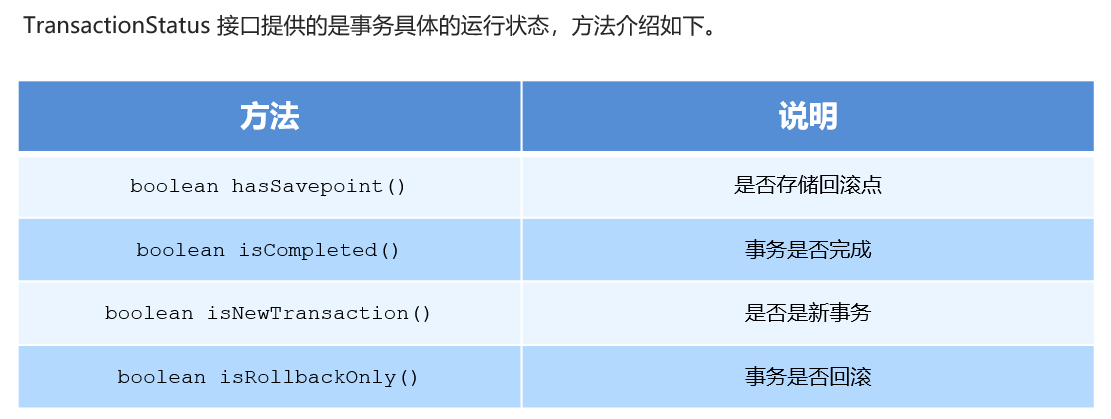 TransactionStatus 接口提供的是事务具体的运行状态，方法介绍如下。
方法 说明
boolean hasSavepoint() 是否存储回滚点
boolean isCompleted() 事务是否完成
boolean isNewTransaction() 是否是新事务
boolean isRollbackOnly() 事务是否回滚